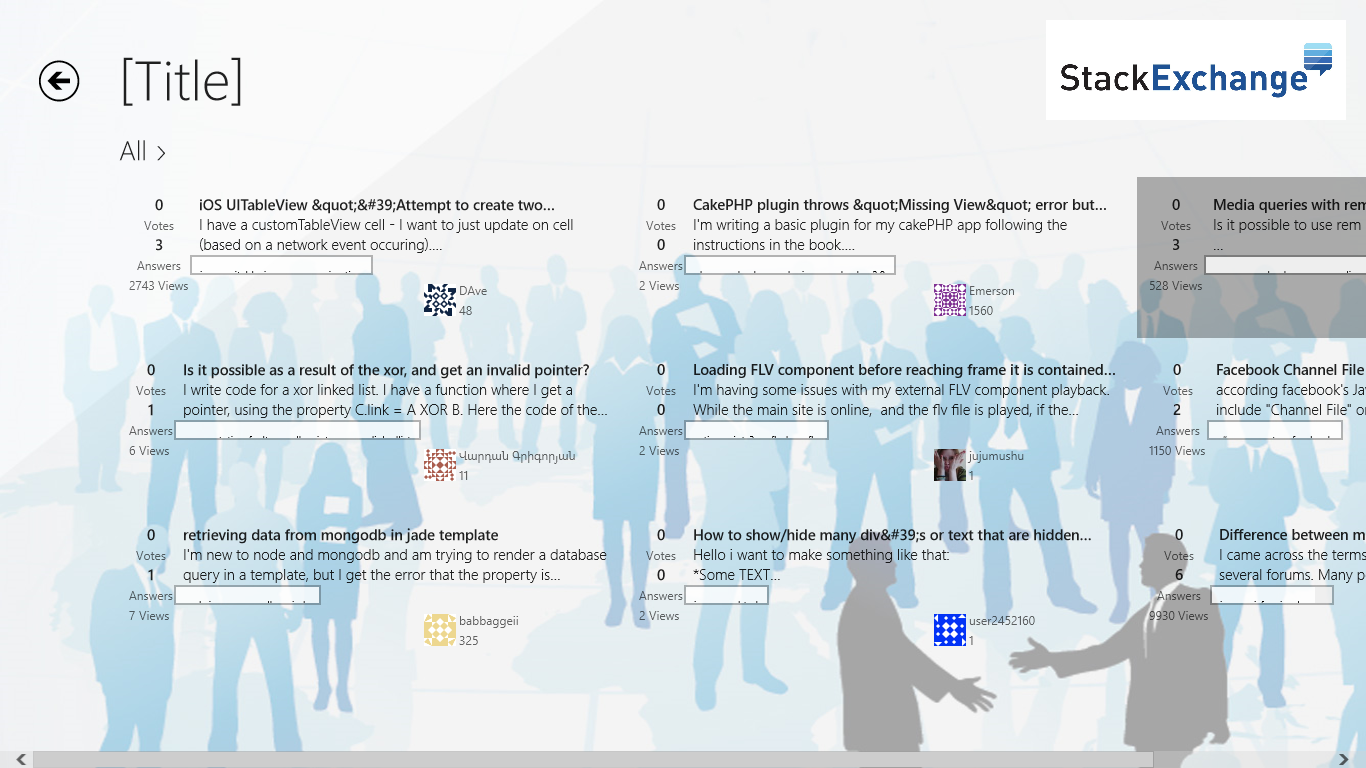 [Title]
StackExchange
All >
0
Votes
3
Answers
2743 Views
iOS UITableView &quot;&#39;Attempt to create two...
I have a customTableView cell - I want to just update on cell
(based on a network event occuring)....
DAve
48
0
Votes
0
Answers
2 Views
CakePHP plugin throws &quot;Missing View&quot; error but...
I'm writing a basic plugin for my cakePHP app following the
instructions in the book....
Emerson
1560
0
Votes
3
528 Views
Answers
Media queries with rem
Is it possible to use rem
...
0
Votes
1
Answers
6 Views
Is it possible as a result of the xor, and get an invalid pointer?
I write code for a xor linked list. I have a function where I get a
pointer, using the property C.link = A XOR B. Here the code of the...
Վարդան Գրիգորյան
11
0
Votes
0
Answers
2 Views
Loading FLV component before reaching frame it is contained...
I'm having some issues with my external FLV component playback.
While the main site is online, and the flv file is played, if the...
jujumushu
1
0
Votes
2
Answers
1150 Views
Facebook Channel File
according facebook's Ja
include "Channel File" o
0
Votes
1
Answers
7 Views
retrieving data from mongodb in jade template
I'm new to node and mongodb and am trying to render a database
query in a template, but I get the error that the property is...
babbaggeii
325
0
Votes
0
Answers
2 Views
How to show/hide many div&#39;s or text that are hidden...
Hello i want to make something like that:
*Some TEXT...
user2452160
1
0
Votes
6
Answers
9930 Views
Difference between m
I came across the terms
several forums. Many p